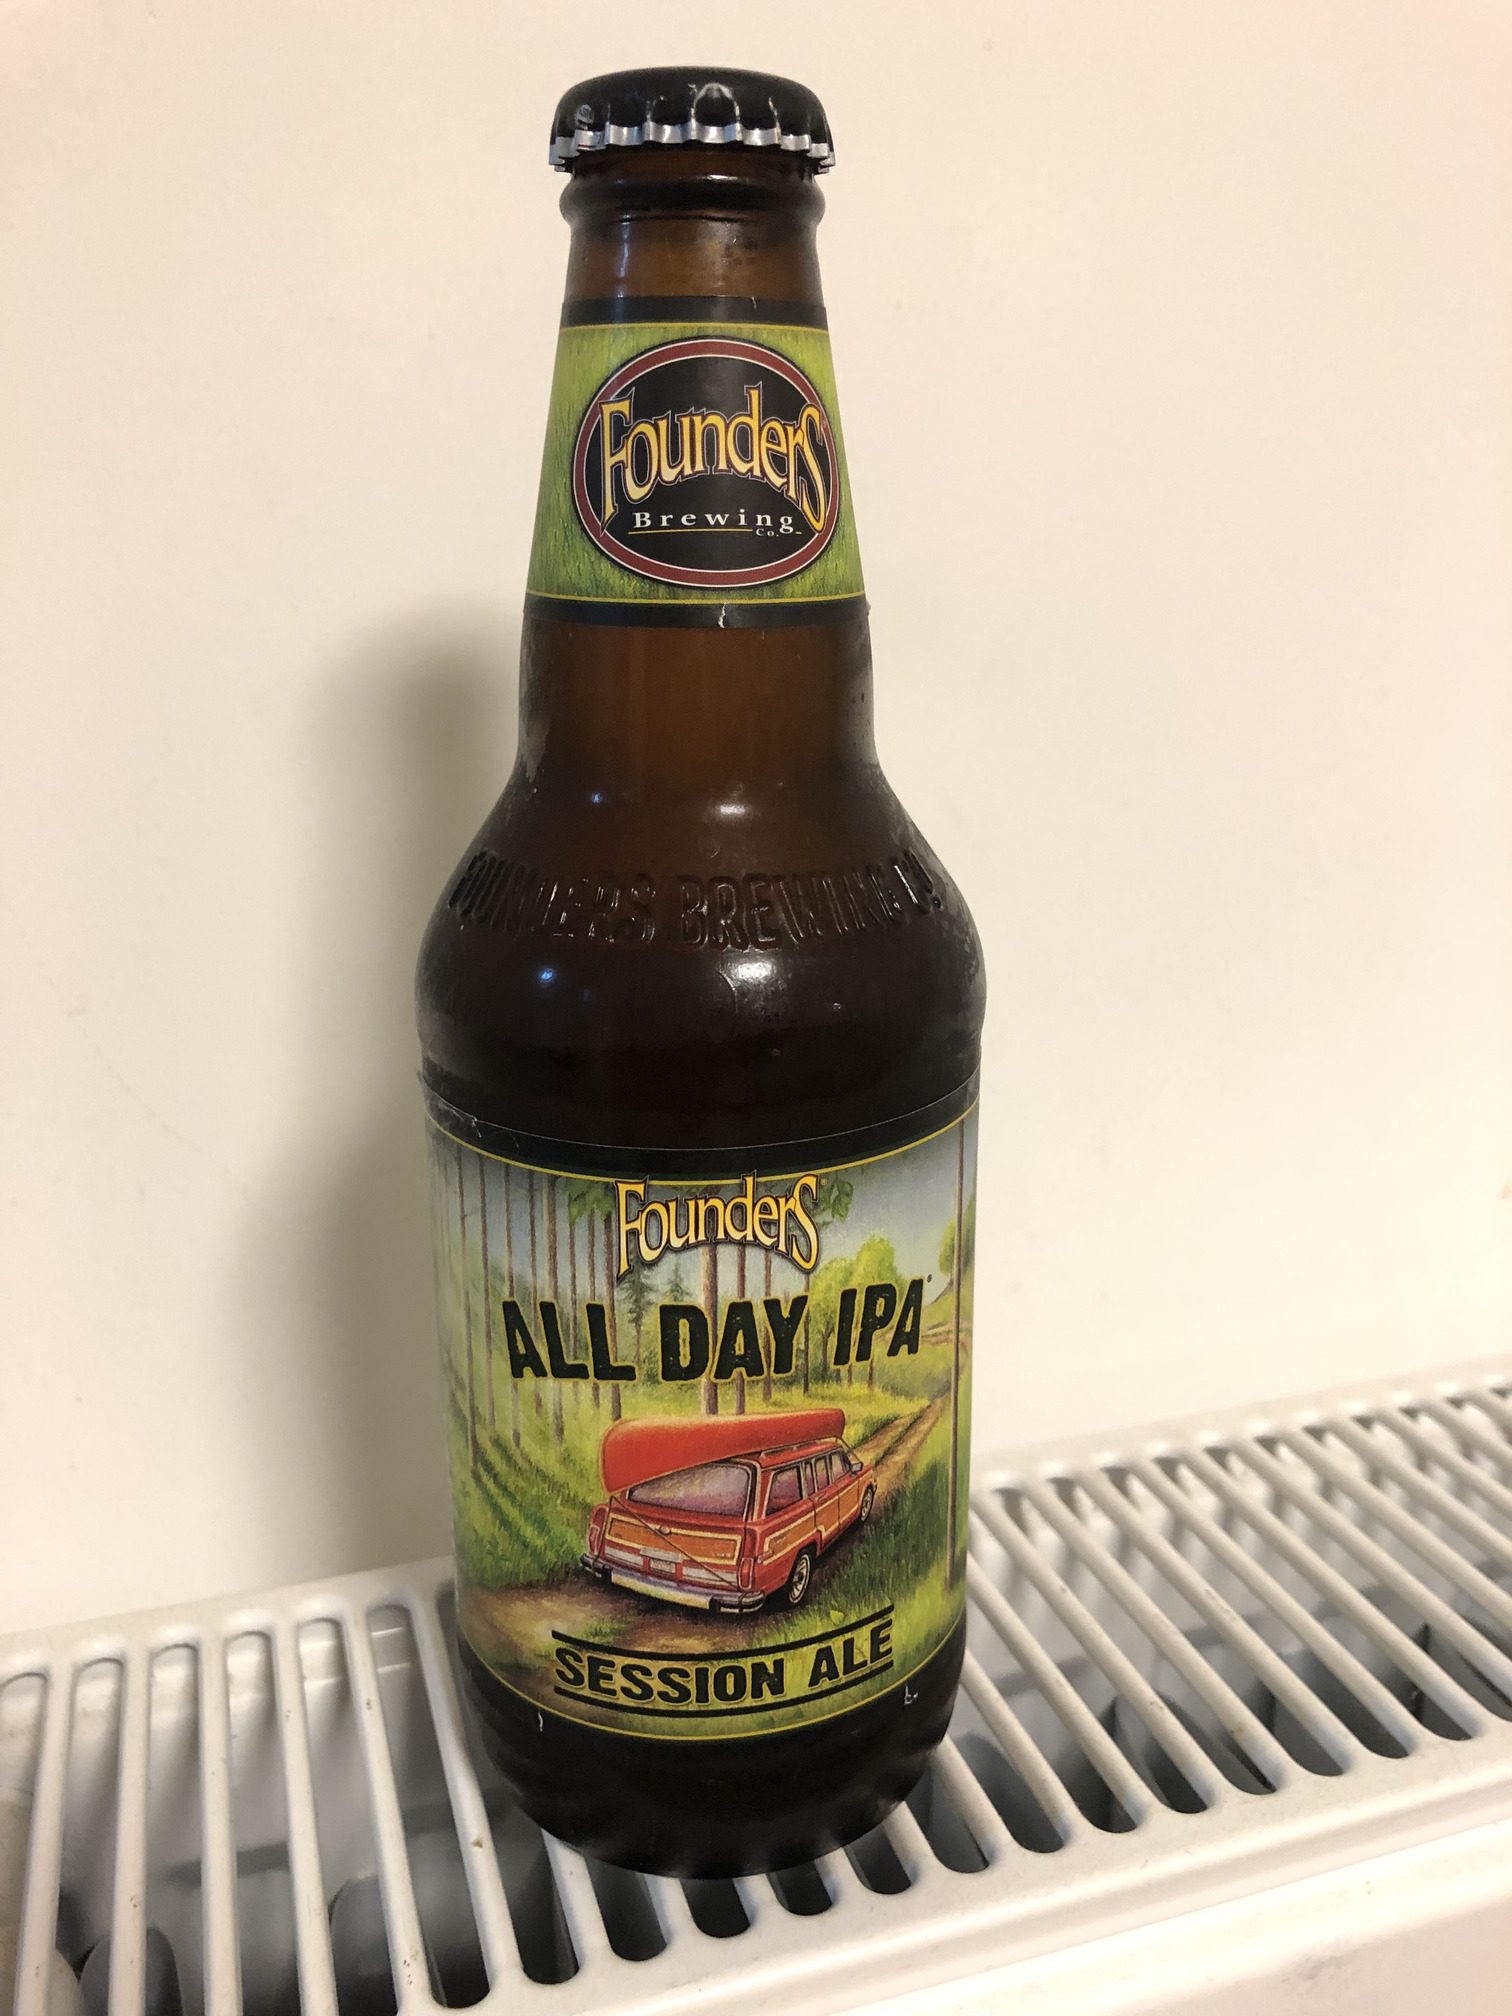 Founders
Brewing
Co.
FOUNDERS BREWING CO.
Founders
ALL DAY IPA
SESSION ALE